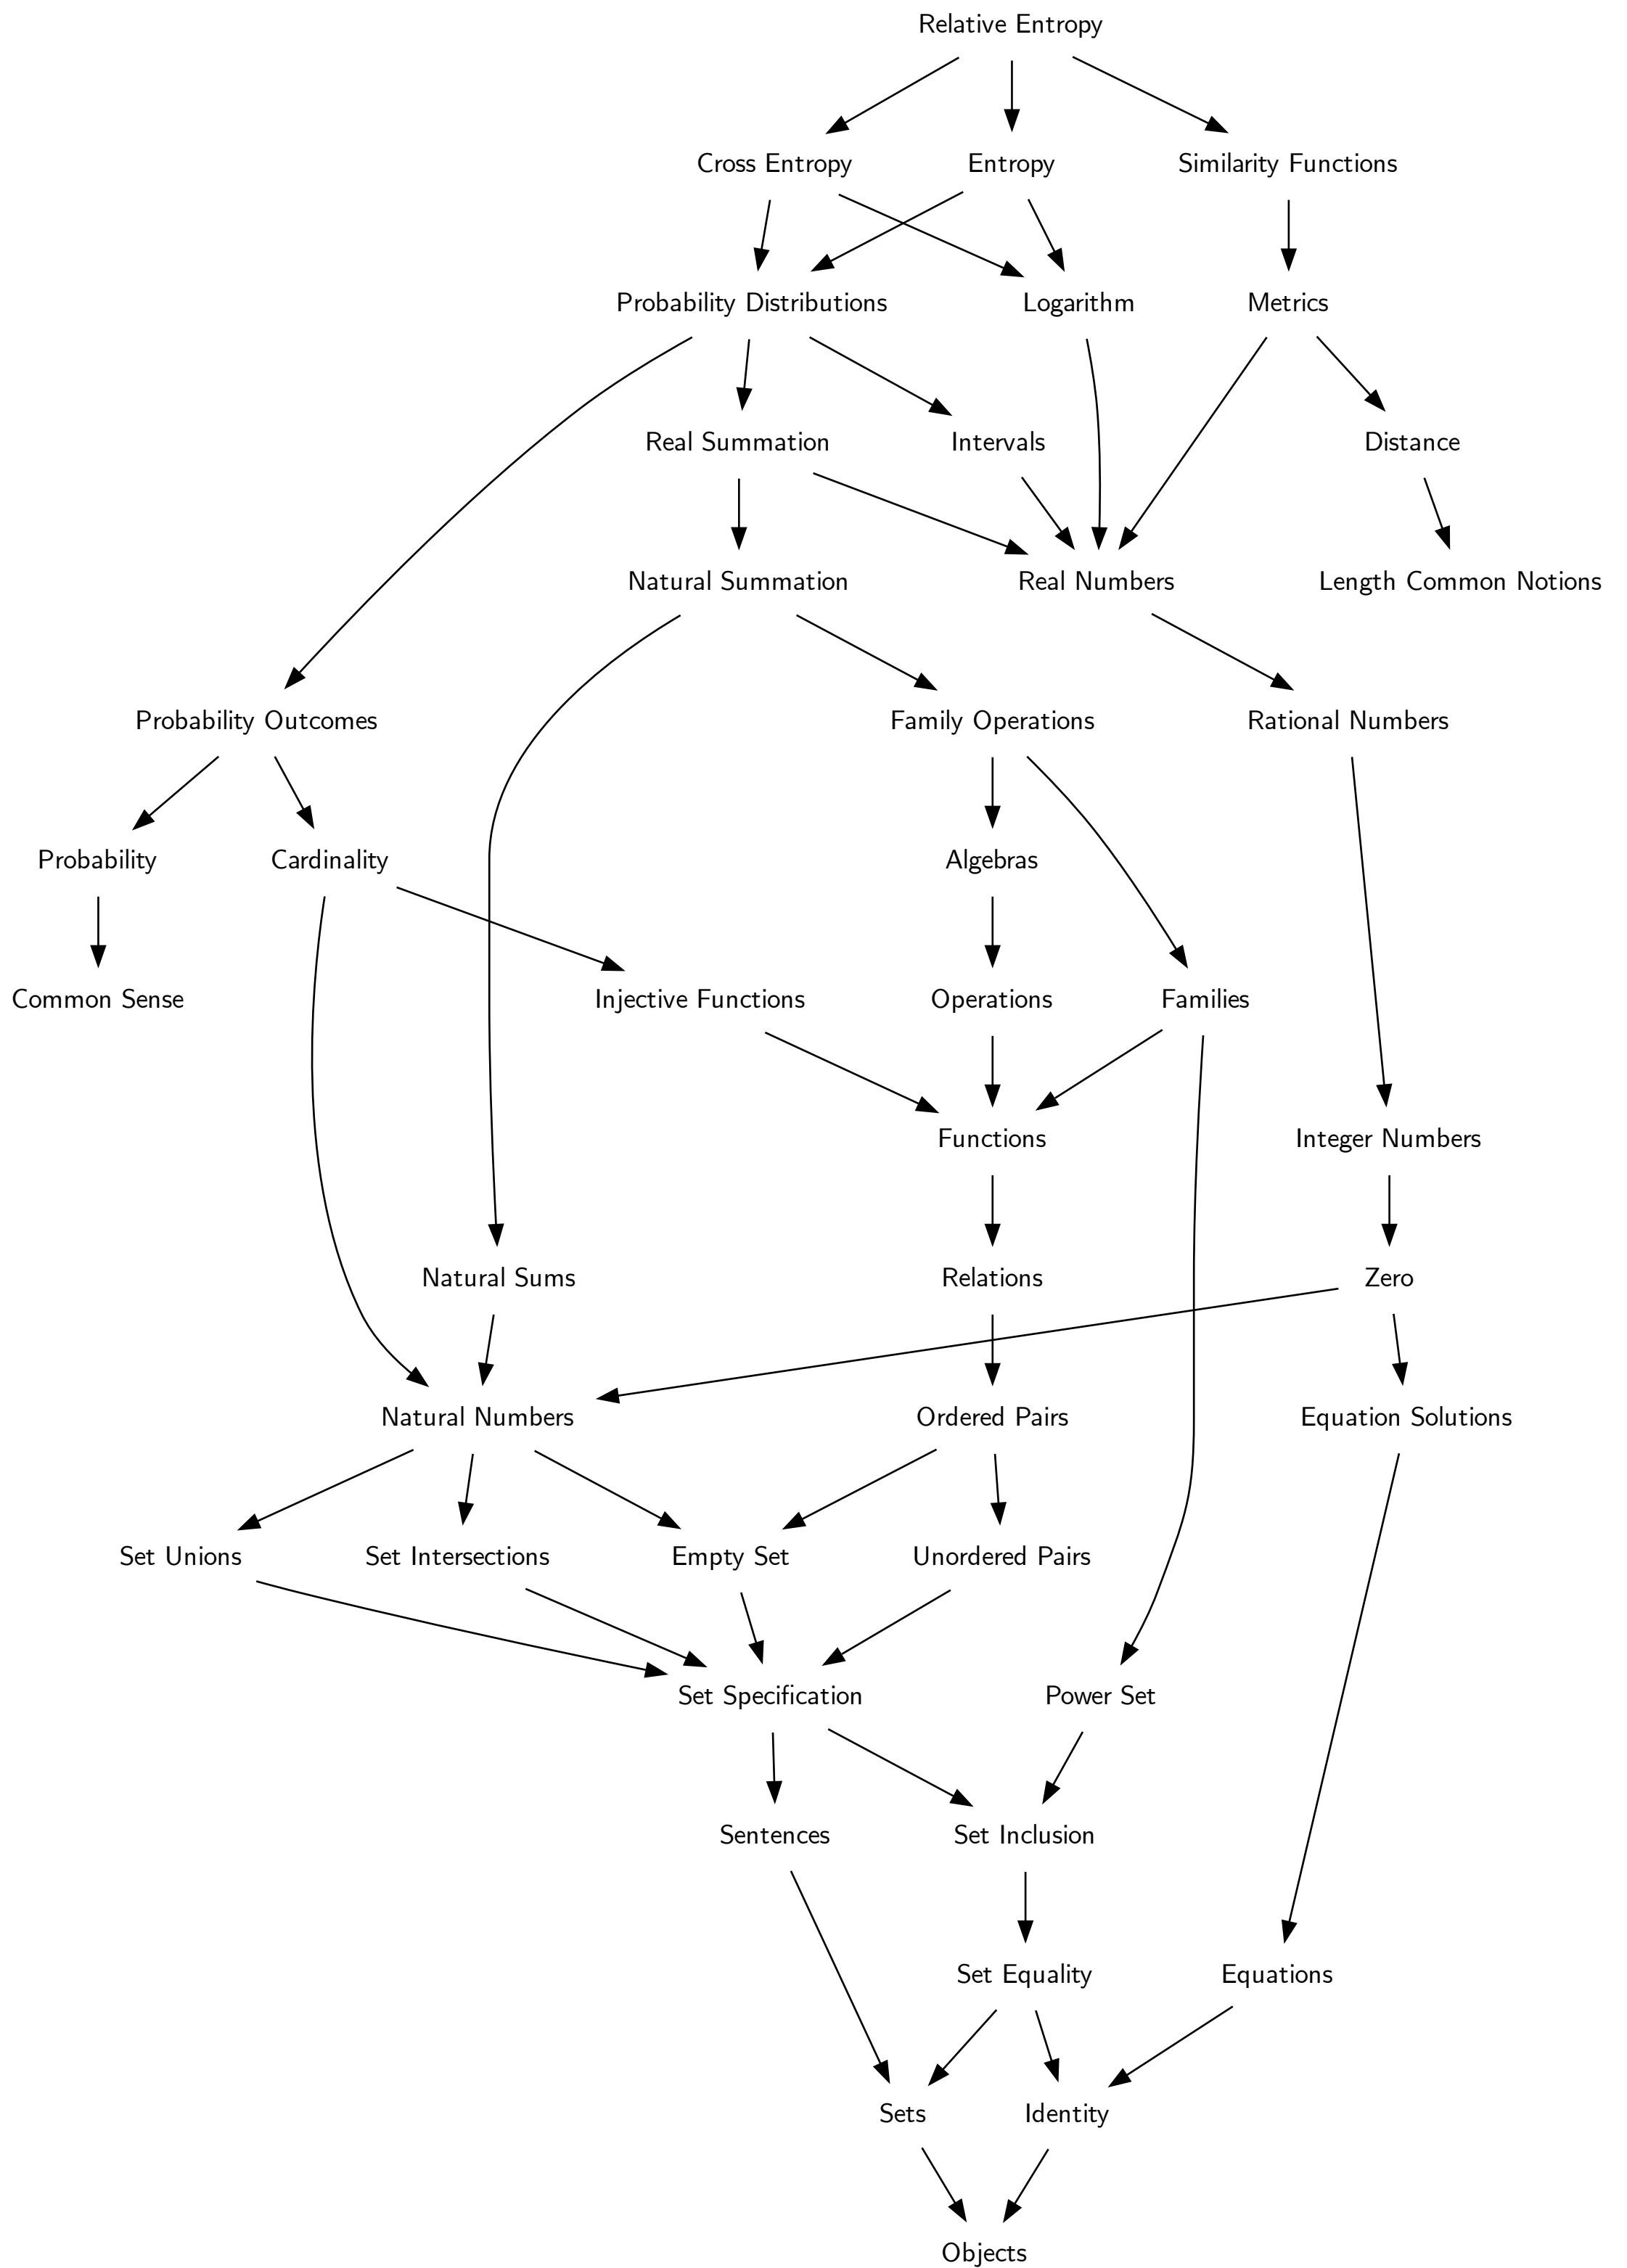 Relative Entropy
Cross Entropy
Entropy
Similarity Functions
Probability Distributions
Logarithm
Metrics
Real Summation
Intervals
Distance
Natural Summation
Real Numbers
Length Common Notions
Probability Outcomes
Family Operations
Rational Numbers
Probability
Cardinality
Algebras
Common Sense
Injective Functions
Operations
Families
Functions
Integer Numbers
Natural Sums
Relations
Zero
Natural Numbers
Ordered Pairs
Equation Solutions
Set Unions
Set Intersections
Empty Set
Unordered Pairs
Set Specification
Power Set
Sentences
Set Inclusion
Set Equality
Equations
Sets
Identity
Objects